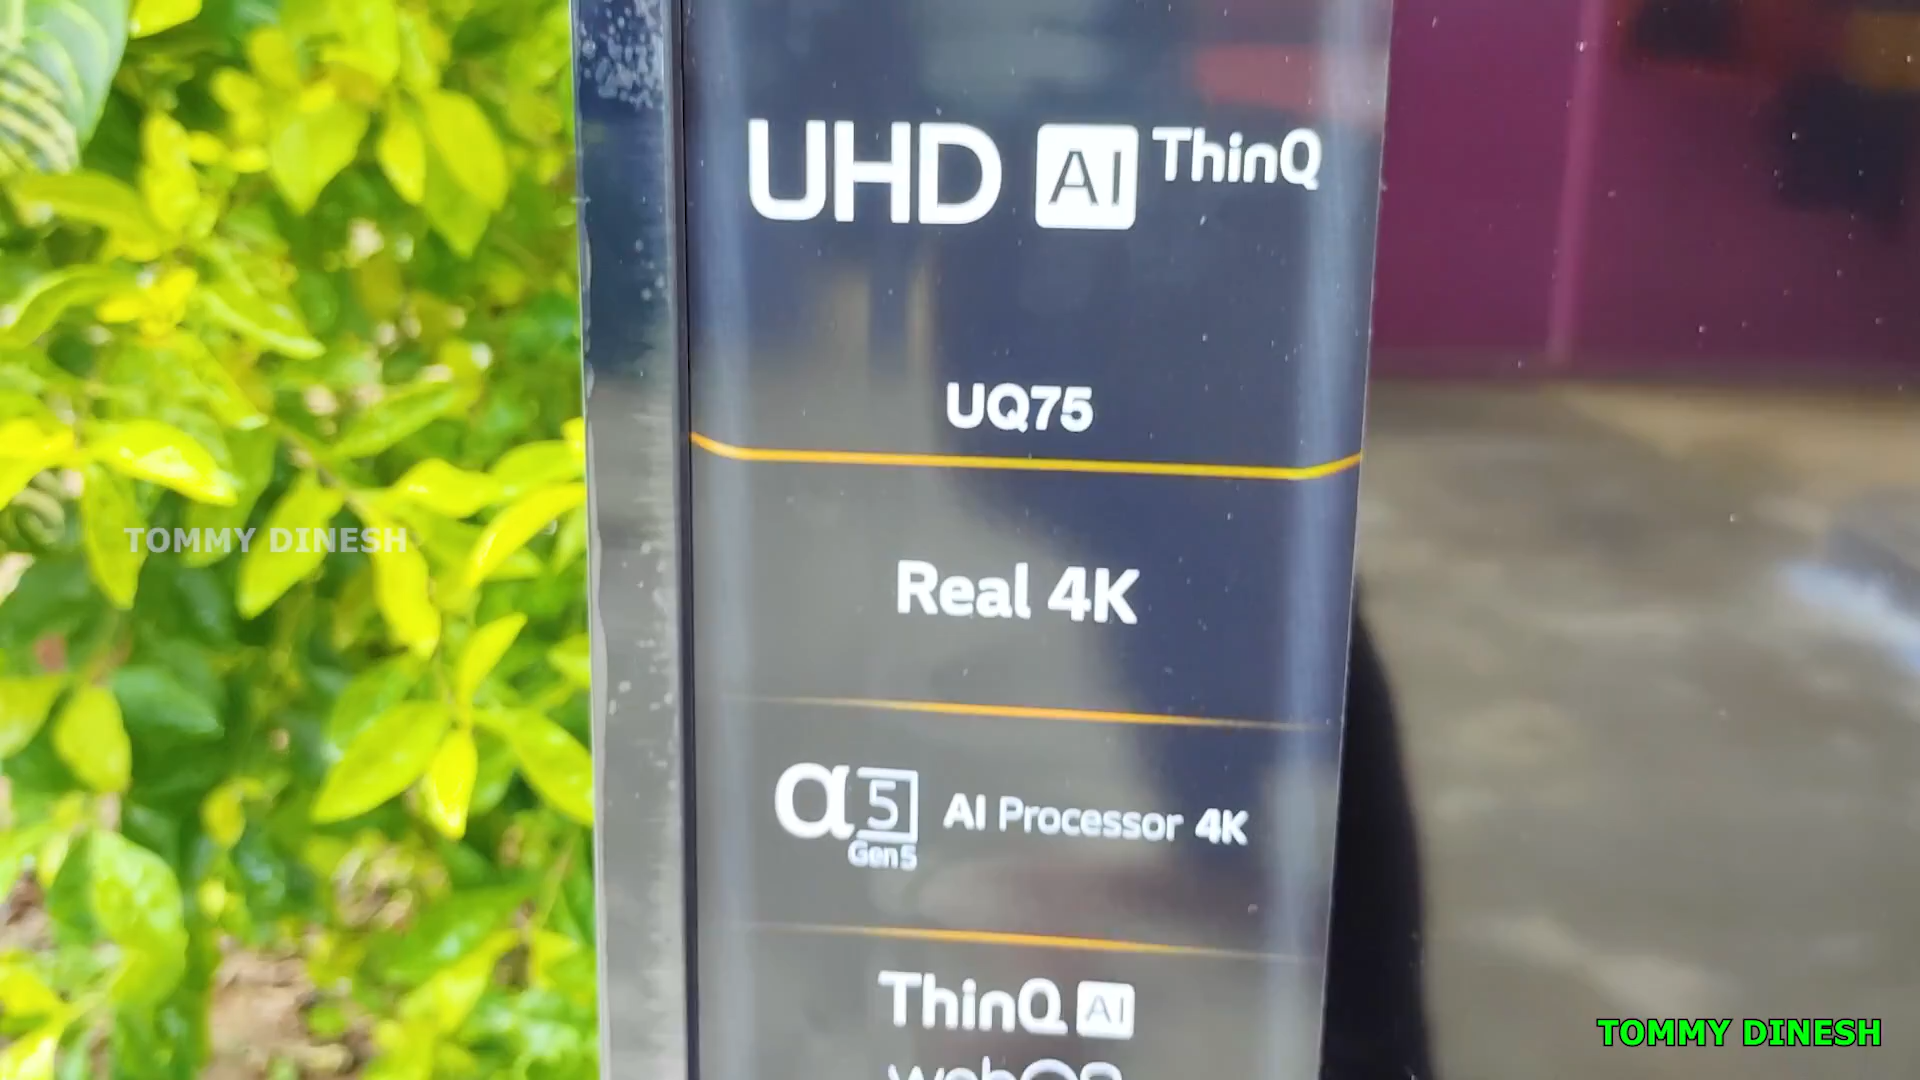 UHD AI ThinQ
UQ75
Real 4K
TOMMY DINESH
α5 AI Processor 4K
Gen5
ThinQ AI
TOMMY DINESH